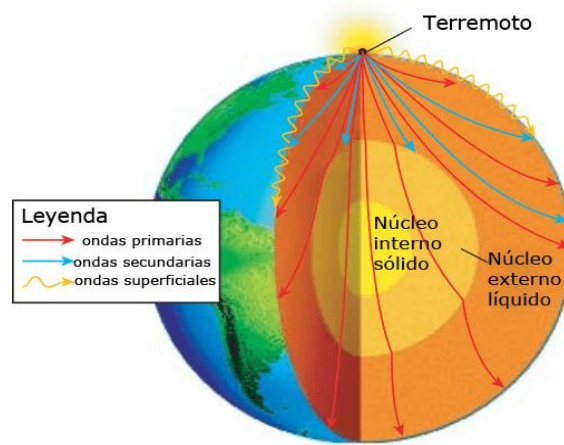 Terremoto
Leyenda
ondas primarias
ondas secundarias
ondas superficiales
Núcleo
interno
sólido
Núcleo
externo
líquido